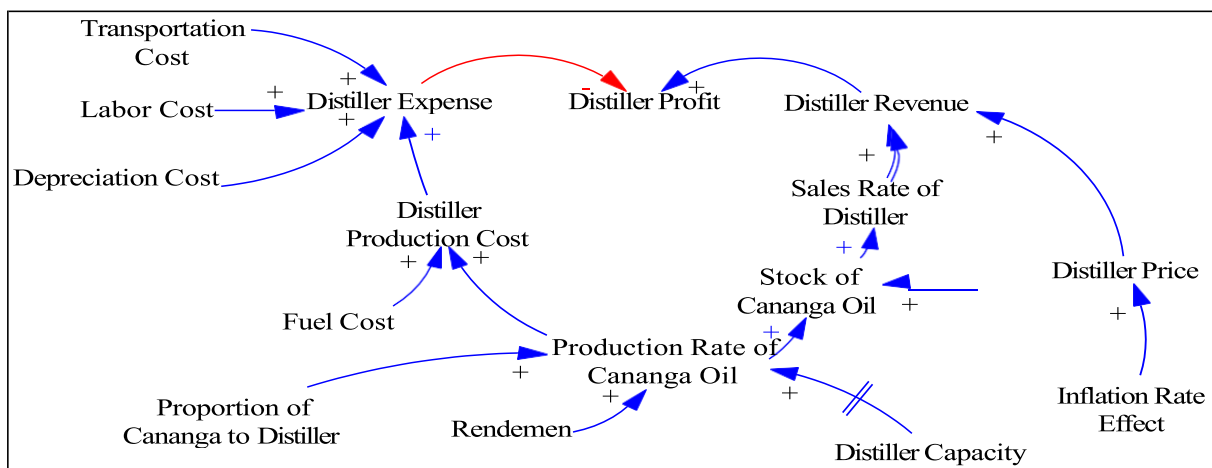 Transportation
Cost
+
+
Labor Cost
Distiller Expense
-
Distiller Profit
+
Distiller Revenue
+
+
+
+
Depreciation Cost
Sales Rate of
Distiller
Distiller
Production Cost
+
+
+
Stock of
Cananga Oil
+
Distiller Price
+
Fuel Cost
+
Production Rate of
Cananga Oil
+
+
+
Proportion of
Cananga to Distiller
Rendemen
Distiller Capacity
Inflation Rate
Effect